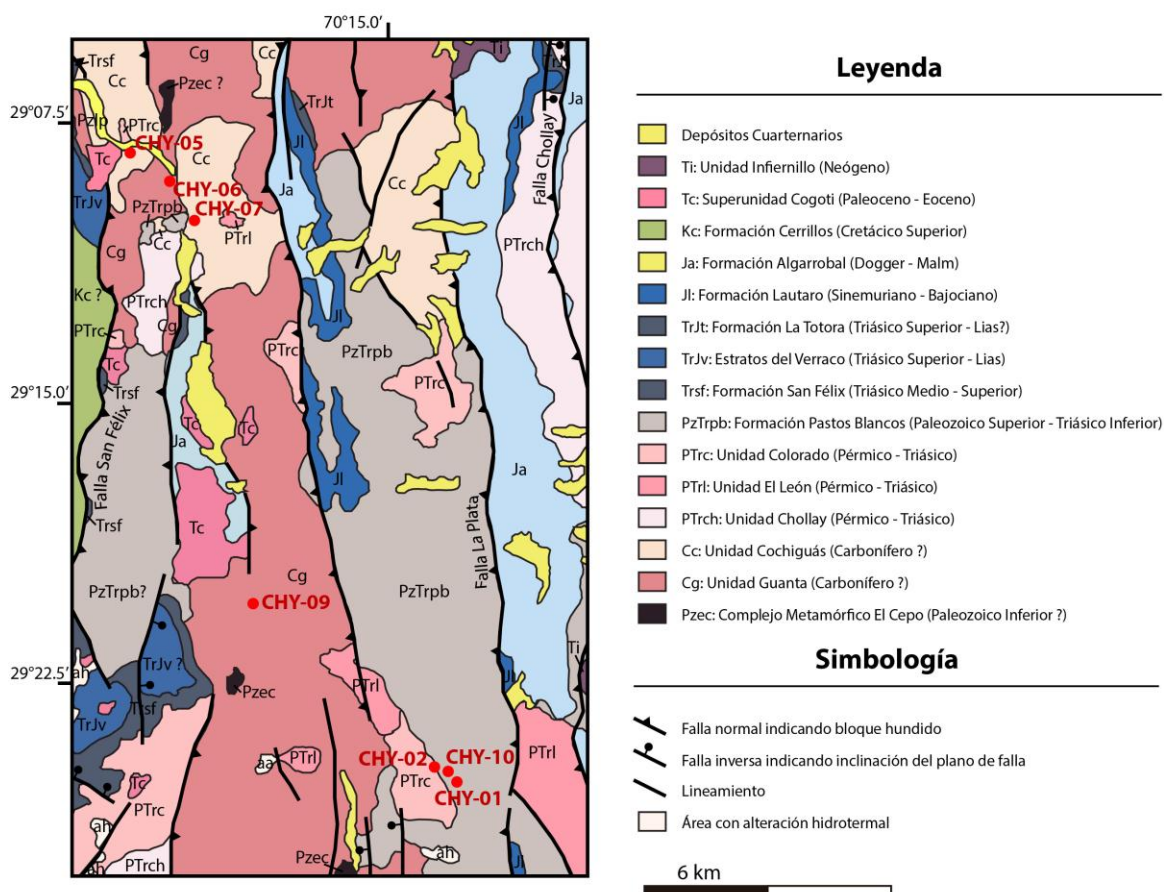 70°15.0'
29°07.5'
29°15.0'
29°22.5'
Trsf
Cc
Cg
Pzec ?
Cc
Ti
TrJt
Ja
Jl
PzIp
PTrc
CHY-05
Tc
Cc
CHY-06
TrJv
PzTrpb
CHY-07
Cc
PTrl
Cg
Ja
Jl
TrJt
Cc
Falla Chollay
PTrch
Kc ?
PTrch
Cg
PTrc
Tc
Trsf
Jl
PzTrpb
PTrc
PTrc
Falla San Félix
Ja
Tc
Tc
Jl
Ja
Trsf
Tc
Falla La Plata
Cg
PzTrpb
PzTrpb?
CHY-09
TrJv ?
Ti
ah
Pzec
PTrl
TrJv
Trsf
CHY-02
CHY-10
CHY-01
PTrl
aa
PTrl
Tc
PTrc
PTrc
ah
ah
PTrch
Pzec
ah
Jl
Leyenda
Depósitos Cuarternarios
Ti: Unidad Infiernillo (Neógeno)
Tc: Superunidad Cogoti (Paleoceno - Eoceno)
Kc: Formación Cerrillos (Cretácico Superior)
Ja: Formación Algarrobal (Dogger - Malm)
Jl: Formación Lautaro (Sinemuriano - Bajociano)
TrJt: Formación La Totora (Triásico Superior - Lias?)
TrJv: Estratos del Verraco (Triásico Superior - Lias)
Trsf: Formación San Félix (Triásico Medio - Superior)
PzTrpb: Formación Pastos Blancos (Paleozoico Superior - Triásico Inferior)
PTrc: Unidad Colorado (Pérmico - Triásico)
PTrl: Unidad El León (Pérmico - Triásico)
PTrch: Unidad Chollay (Pérmico - Triásico)
Cc: Unidad Cochiguás (Carbonífero ?)
Cg: Unidad Guanta (Carbonífero ?)
Pzec: Complejo Metamórfico El Cepo (Paleozoico Inferior ?)
Simbología
Falla normal indicando bloque hundido
Falla inversa indicando inclinación del plano de falla
Lineamiento
Área con alteración hidrotermal
6 km